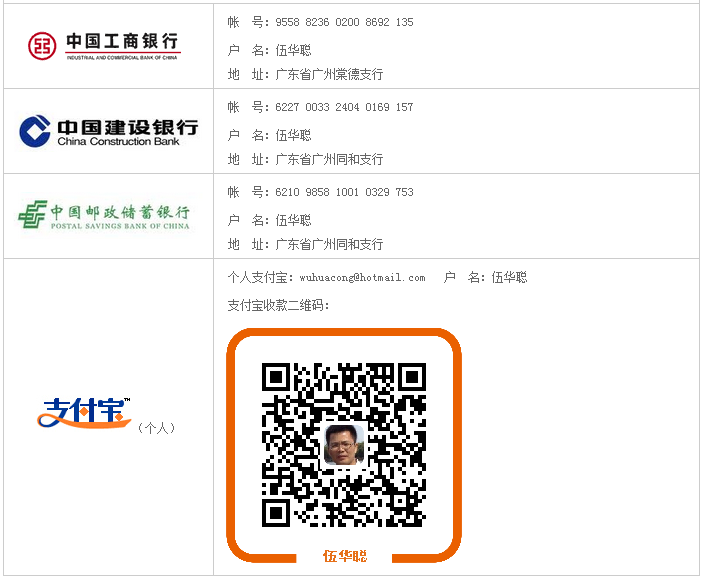 中国工商银行
INDUSTRIAL AND COMMERCIAL BANK OF CHINA
帐 号：9558 8236 0200 8692 135
户 名：伍华聪
地 址：广东省广州棠德支行
中国建设银行
China Construction Bank
帐 号：6227 0033 2404 0169 157
户 名：伍华聪
地 址：广东省广州同和支行
中国邮政储蓄银行
POSTAL SAVINGS BANK OF CHINA
帐 号：6210 9858 1001 0329 753
户 名：伍华聪
地 址：广东省广州同和支行
支付宝™（个人）
个人支付宝：wuhuacong@hotmail.com 户 名：伍华聪
支付宝收款二维码：
伍华聪